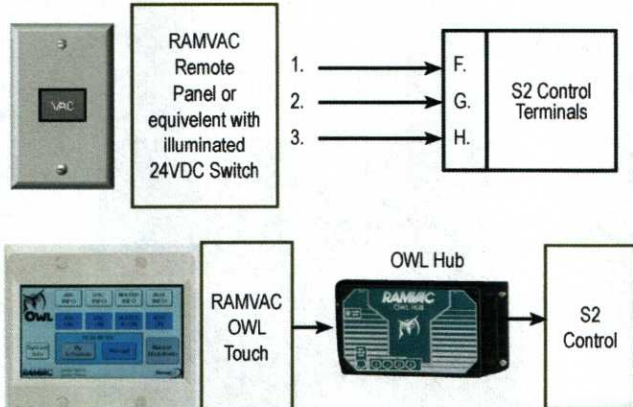 VAC
RAMVAC
Remote
Panel or
equivelent with
illuminated
24VDC Switch
1.
2.
3.
F.
G.
H.
S2 Control
Terminals
OWL
RAMVAC
RAMVAC
OWL
Touch
OWL Hub
RAMVAC
OWL HUB
S2
Control